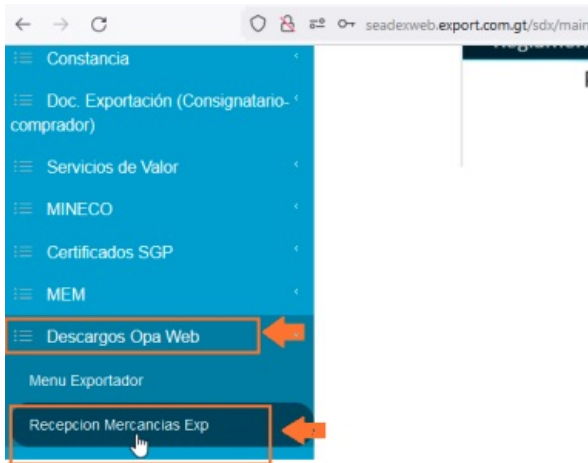 seadexweb.export.com.gt/sdx/main
Constancia
Doc. Exportación (Consignatario-
comprador)
Servicios de Valor
MINECO
Certificados SGP
MEM
Descargos Opa Web
Menu Exportador
Recepcion Mercancias Exp